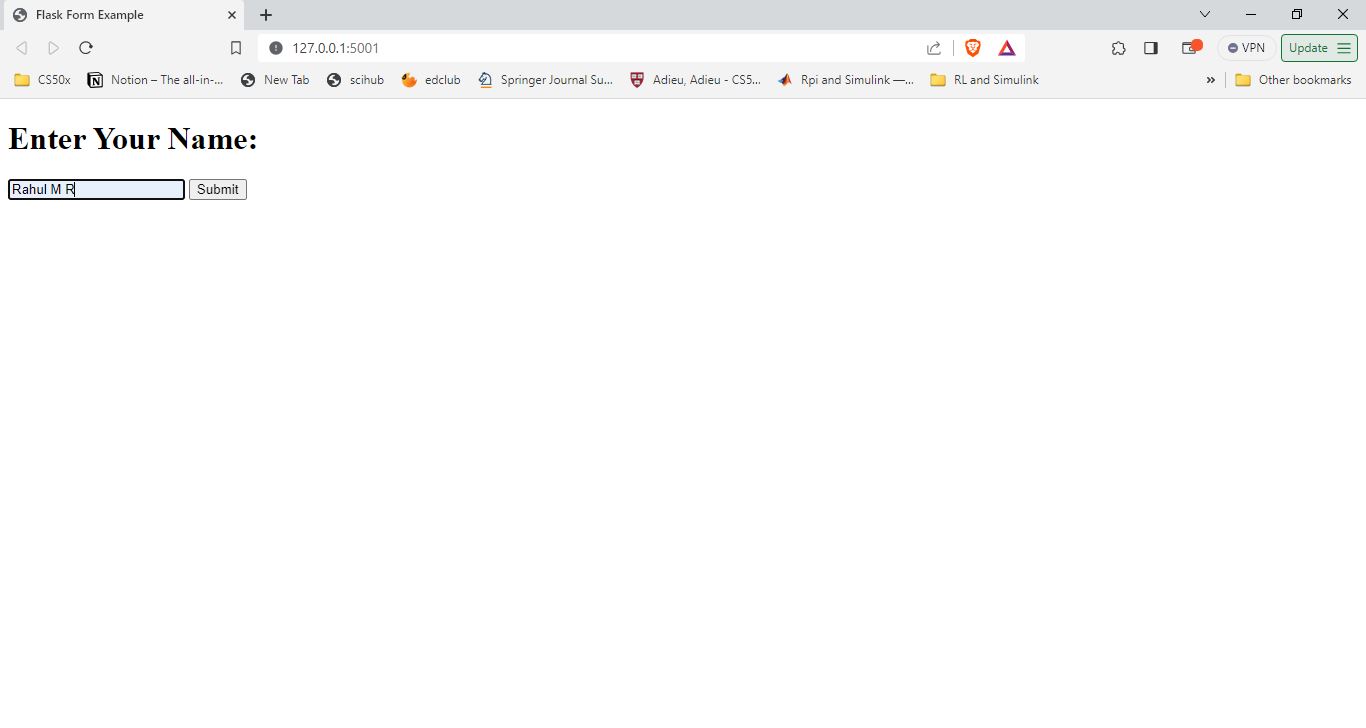 Flask Form Example
127.0.0.1:5001
VPN
Update
CS50x Notion – The all-in-... New Tab scihub edclub Springer Journal Su... Adieu, Adieu - CS5... Rpi and Simulink —... RL and Simulink » Other bookmarks
Enter Your Name:
Rahul M R Submit